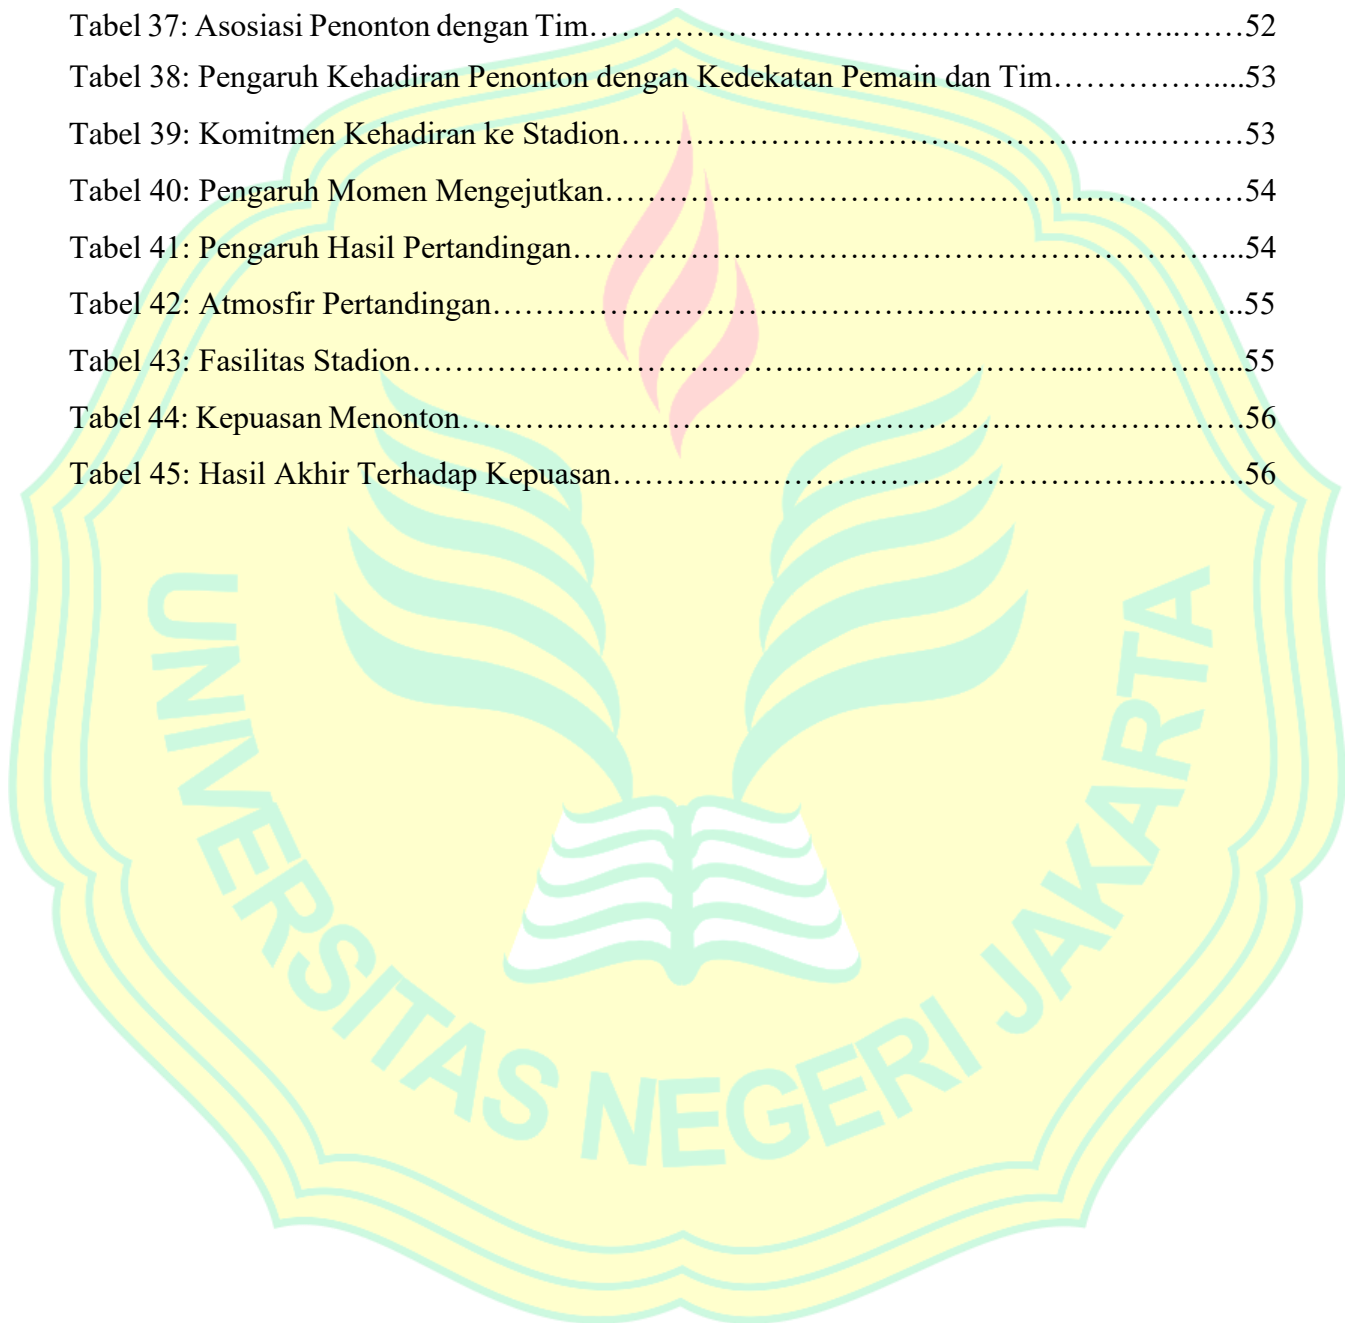 Tabel 37: Asosiasi Penonton dengan Tim…………………………………………………..……52
Tabel 38: Pengaruh Kehadiran Penonton dengan Kedekatan Pemain dan Tim……………....53
Tabel 39: Komitmen Kehadiran ke Stadion……………………………………………..………53
Tabel 40: Pengaruh Momen Mengejutkan………………………………………………………54
Tabel 41: Pengaruh Hasil Pertandingan……………………….……………………………...54
Tabel 42: Atmosfir Pertandingan……………………….…………………………...………..55
Tabel 43: Fasilitas Stadion……………………………….……………………...…………....55
Tabel 44: Kepuasan Menonton……….………………………………………………………….56
Tabel 45: Hasil Akhir Terhadap Kepuasan………………………………………………….…..56
UNIVERSITAS NEGERI JAKARTA